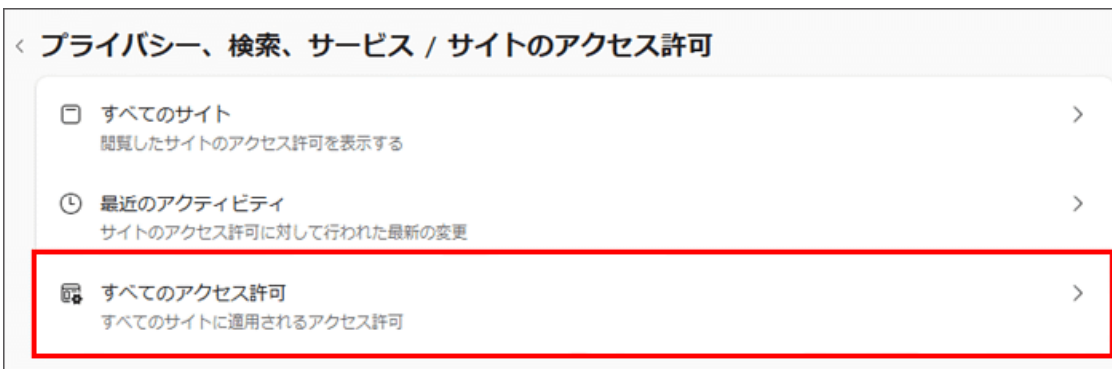 プライバシー、検索、サービス / サイトのアクセス許可
すべてのサイト
閲覧したサイトのアクセス許可を表示する
最近のアクティビティ
サイトのアクセス許可に対して行われた最新の変更
すべてのアクセス許可
すべてのサイトに適用されるアクセス許可